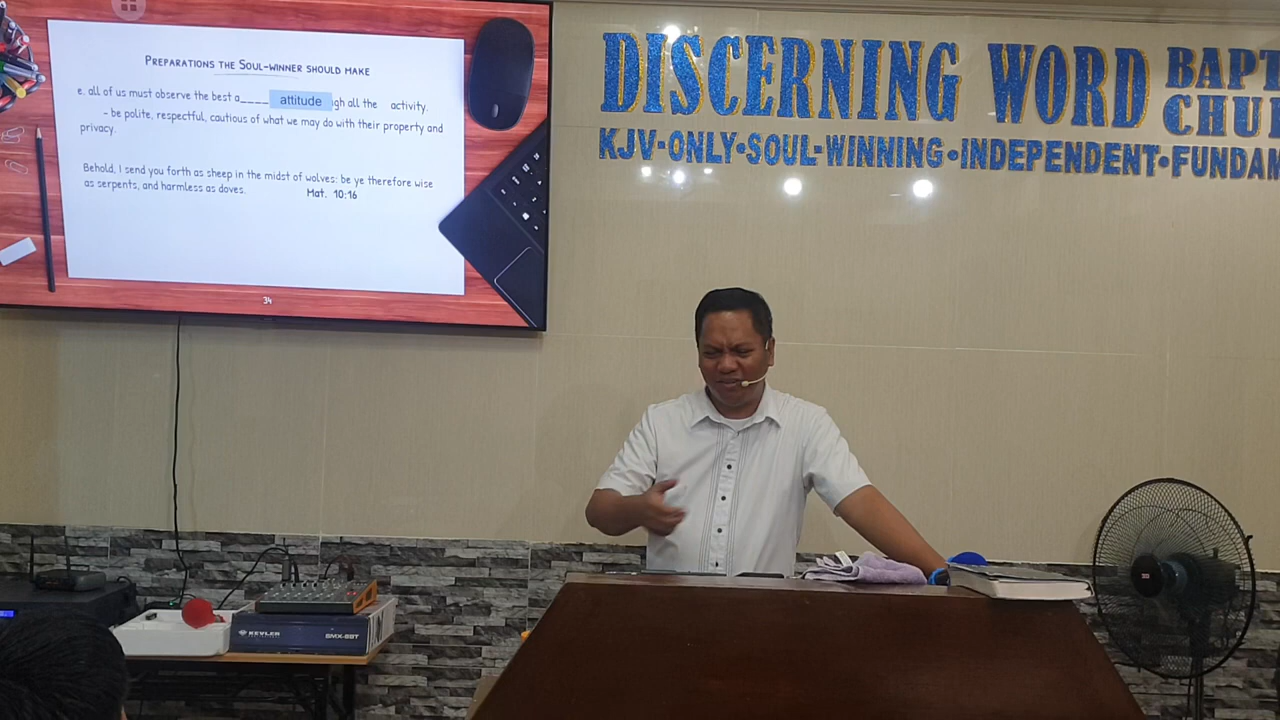 PREPARATIONS THE SOUL-WINNER SHOULD MAKE
e. all of us must observe the best a____ attitude gh all the activity.
- be polite, respectful, cautious of what we may do with their property and
privacy.
Behold, I send you forth as sheep in the midst of wolves: be ye therefore wise
as serpents, and harmless as doves. Mat. 10:16
34
DISCERNING WORD BAPT
CHU
KJV-ONLY•SOUL-WINNING•INDEPENDENT•FUNDAM
KEVLER
SMX-8BT